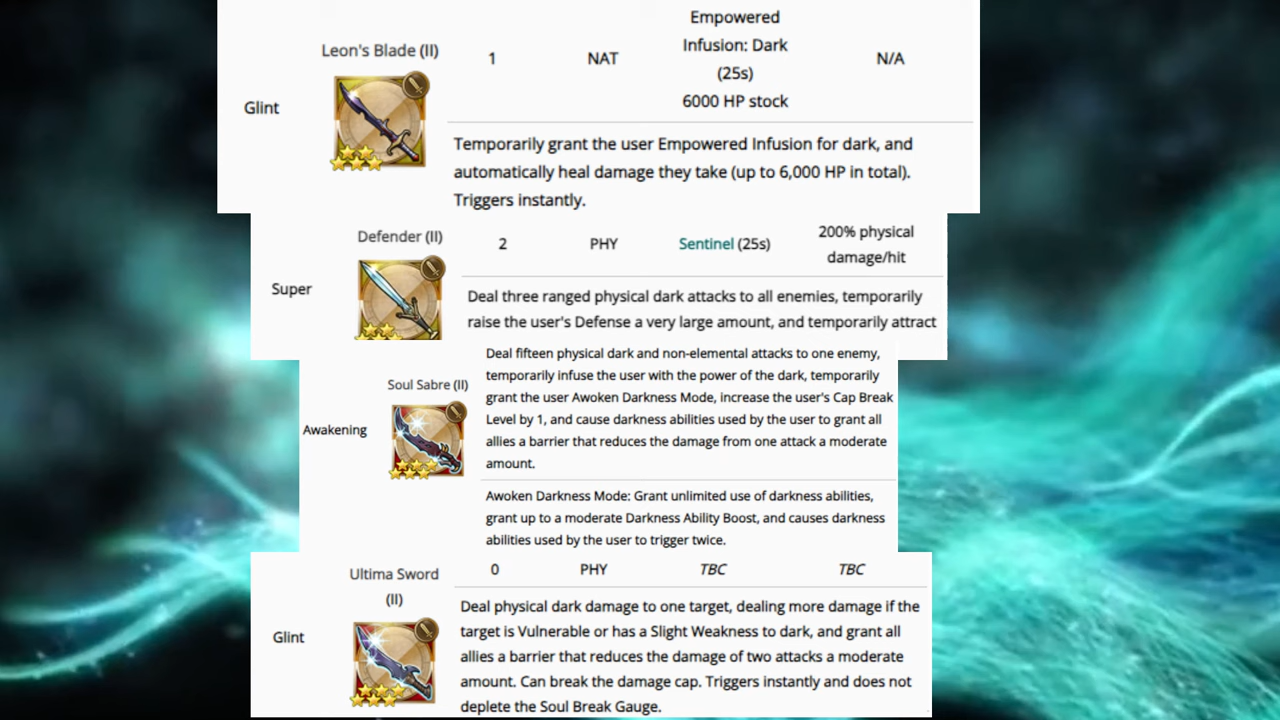 Glint
Leon's Blade (II)
1
NAT
Empowered
Infusion: Dark
(25s)
6000 HP stock
N/A
Temporarily grant the user Empowered Infusion for dark, and
automatically heal damage they take (up to 6,000 HP in total).
Triggers instantly.
Super
Defender (II)
2
PHY
Sentinel (25s)
200% physical
damage/hit
Deal three ranged physical dark attacks to all enemies, temporarily
raise the user's Defense a very large amount, and temporarily attract
Awakening
Soul Sabre (II)
Deal fifteen physical dark and non-elemental attacks to one enemy,
temporarily infuse the user with the power of the dark, temporarily
grant the user Awoken Darkness Mode, increase the user's Cap Break
Level by 1, and cause darkness abilities used by the user to grant all
allies a barrier that reduces the damage from one attack a moderate
amount.
Awoken Darkness Mode: Grant unlimited use of darkness abilities,
grant up to a moderate Darkness Ability Boost, and causes darkness
abilities used by the user to trigger twice.
Glint
Ultima Sword
(II)
0
PHY
TBC
TBC
Deal physical dark damage to one target, dealing more damage if the
target is Vulnerable or has a Slight Weakness to dark, and grant all
allies a barrier that reduces the damage of two attacks a moderate
amount. Can break the damage cap. Triggers instantly and does not
deplete the Soul Break Gauge.